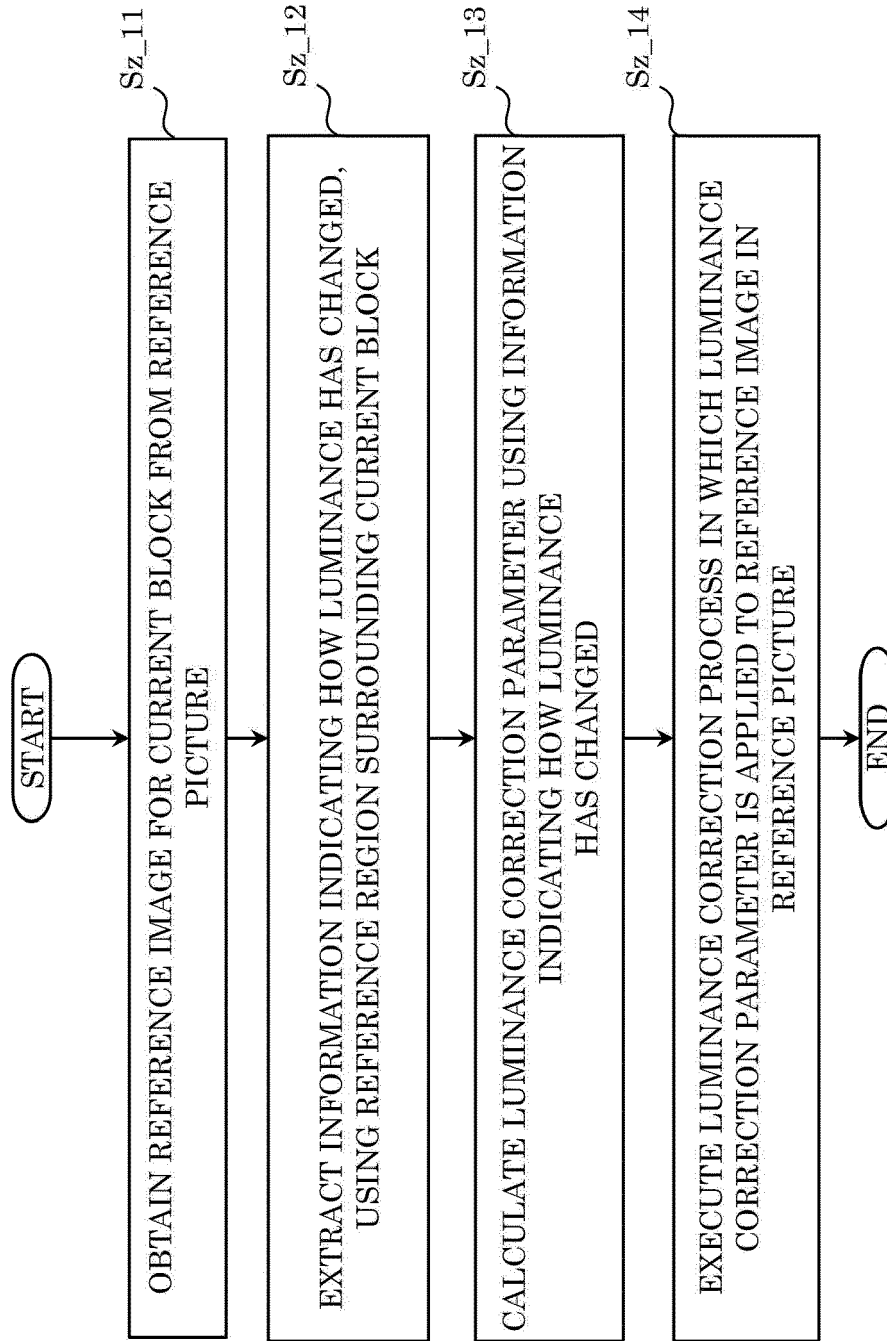 START
Sz_11
OBTAIN REFERENCE IMAGE FOR CURRENT BLOCK FROM REFERENCE
PICTURE
Sz_12
EXTRACT INFORMATION INDICATING HOW LUMINANCE HAS CHANGED,
USING REFERENCE REGION SURROUNDING CURRENT BLOCK
Sz_13
CALCULATE LUMINANCE CORRECTION PARAMETER USING INFORMATION
INDICATING HOW LUMINANCE
HAS CHANGED
Sz_14
EXECUTE LUMINANCE CORRECTION PROCESS IN WHICH LUMINANCE
CORRECTION PARAMETER IS APPLIED TO REFERENCE IMAGE IN
REFERENCE PICTURE
END